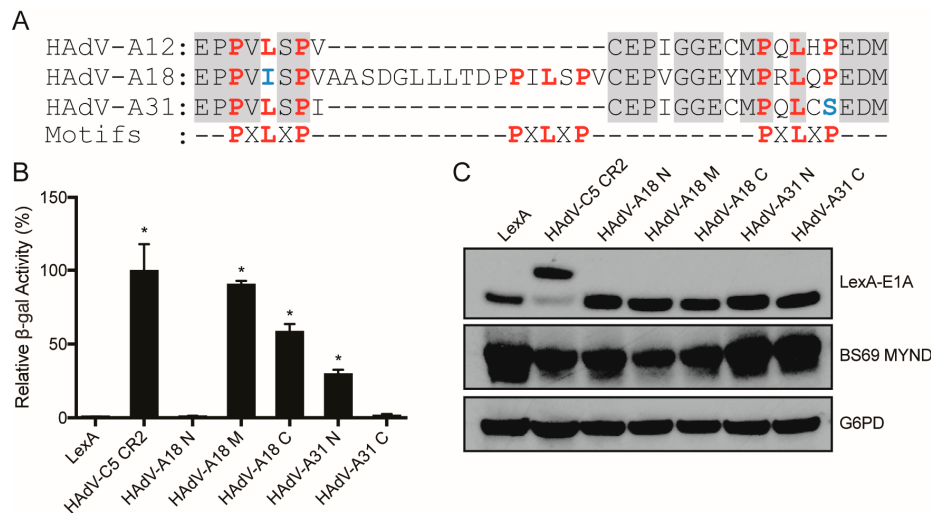 A
HAdV-A12: EPPVLSPV-----------------CEPIGGECMPQLHPEDM
HAdV-A18: EPPVISPVAASDGLLLTDPPILSPVCEPVGGEYMPRLQPEDM
HAdV-A31: EPPVLSPI-----------------CEPIGGECMPQLCSEDM
Motifs : --PXLXP------------PXLXP----------PXLXP---
B
Relative β-gal Activity (%)
150
100
50
0
* * * *
LexA
HAdV-C5 CR2
HAdV-A18 N
HAdV-A18 M
HAdV-A18 C
HAdV-A31 N
HAdV-A31 C
C
LexA
HAdV-C5 CR2
HAdV-A18 N
HAdV-A18 M
HAdV-A18 C
HAdV-A31 N
HAdV-A31 C
LexA-E1A
BS69 MYND
G6PD